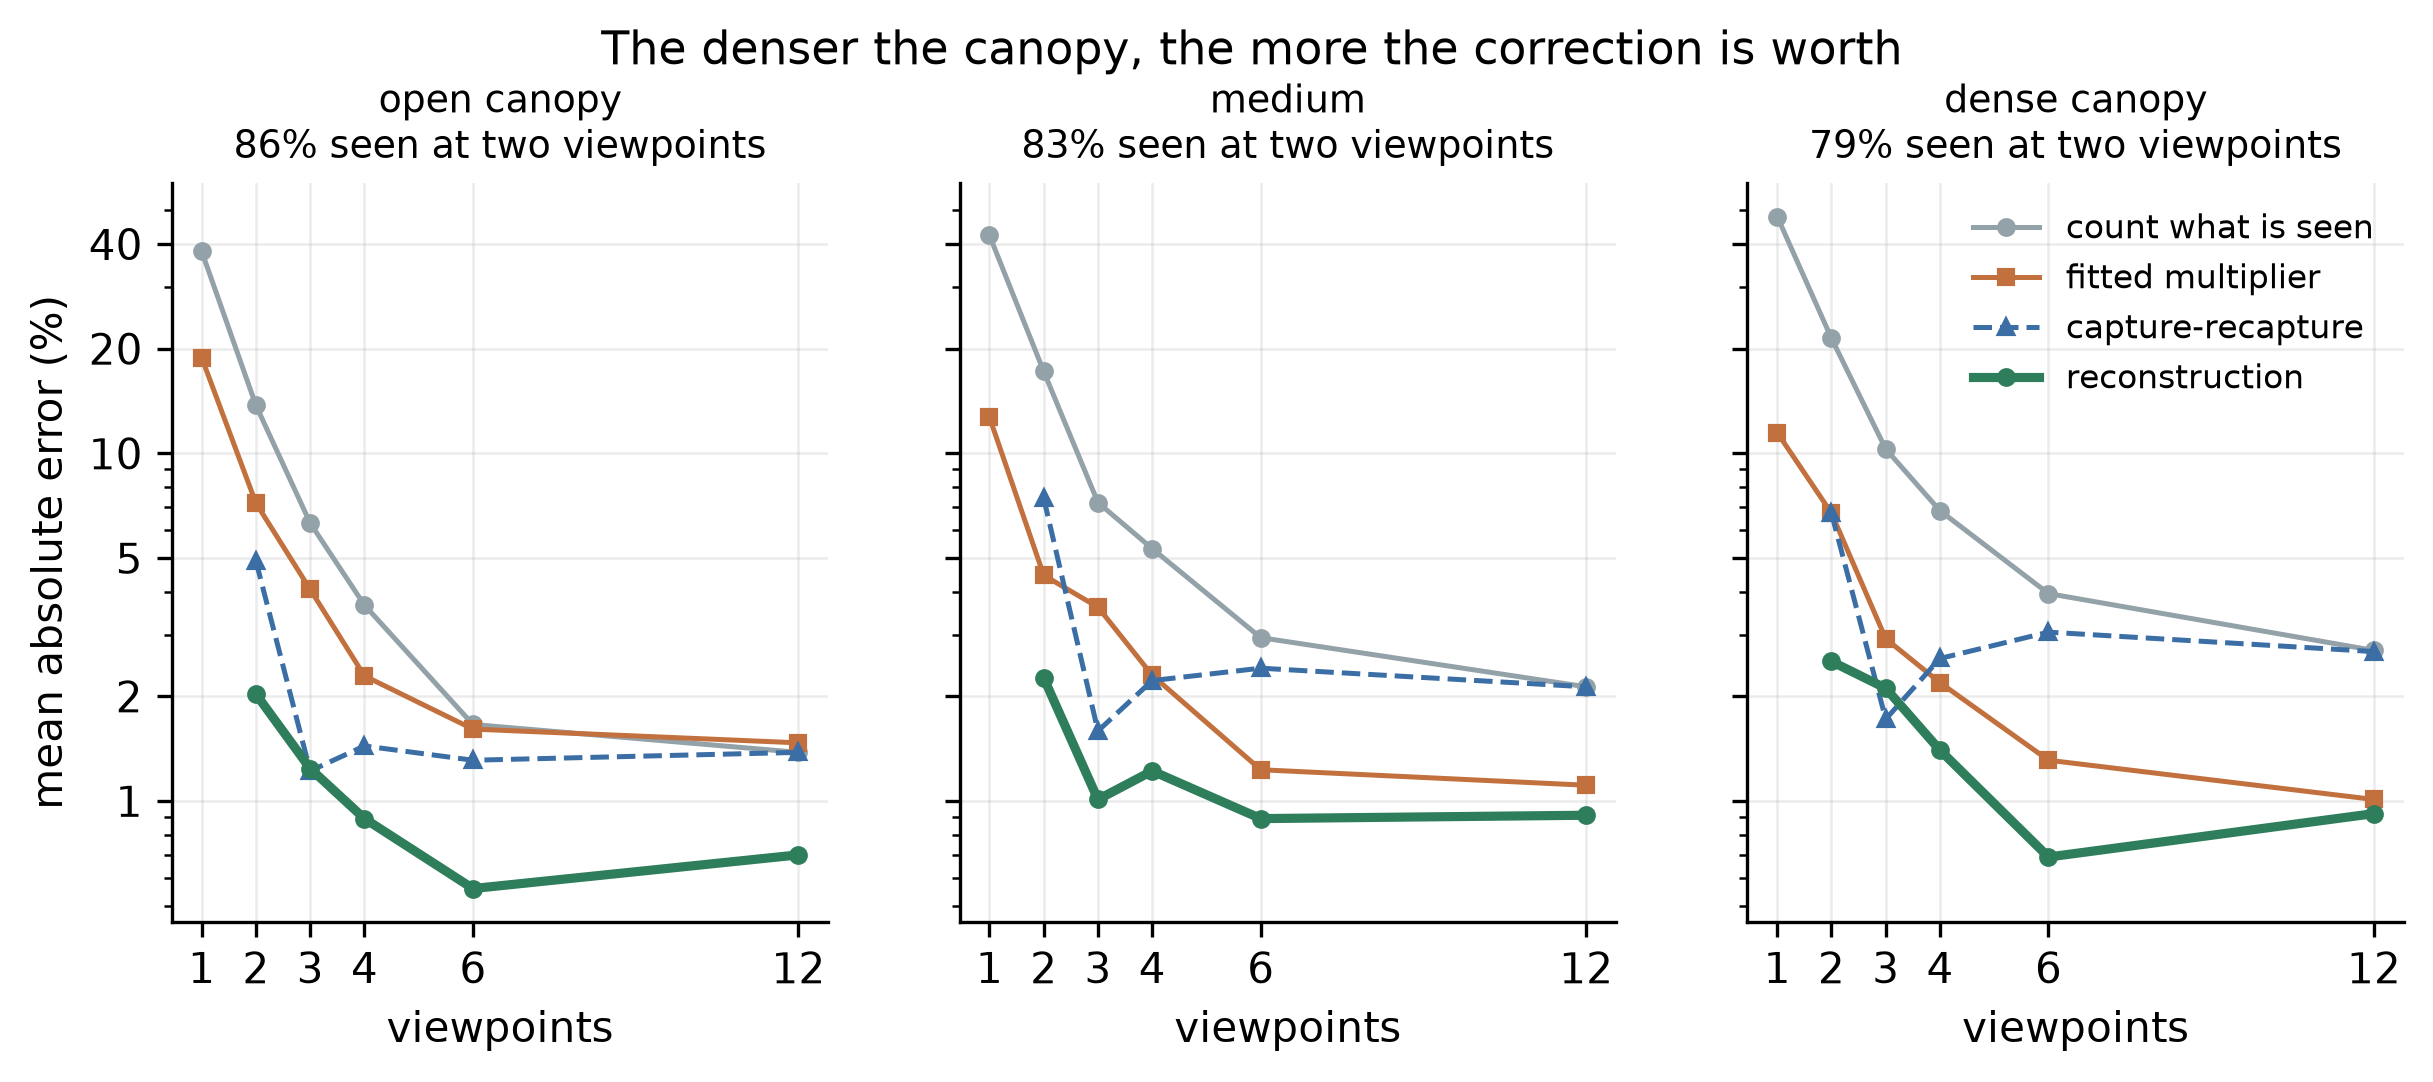 The denser the canopy, the more the correction is worth
open canopy
86% seen at two viewpoints
medium
83% seen at two viewpoints
dense canopy
79% seen at two viewpoints
mean absolute error (%)
40
20
10
5
2
1
count what is seen
fitted multiplier
capture-recapture
reconstruction
1 2 3 4 6 12
viewpoints
1 2 3 4 6 12
viewpoints
1 2 3 4 6 12
viewpoints